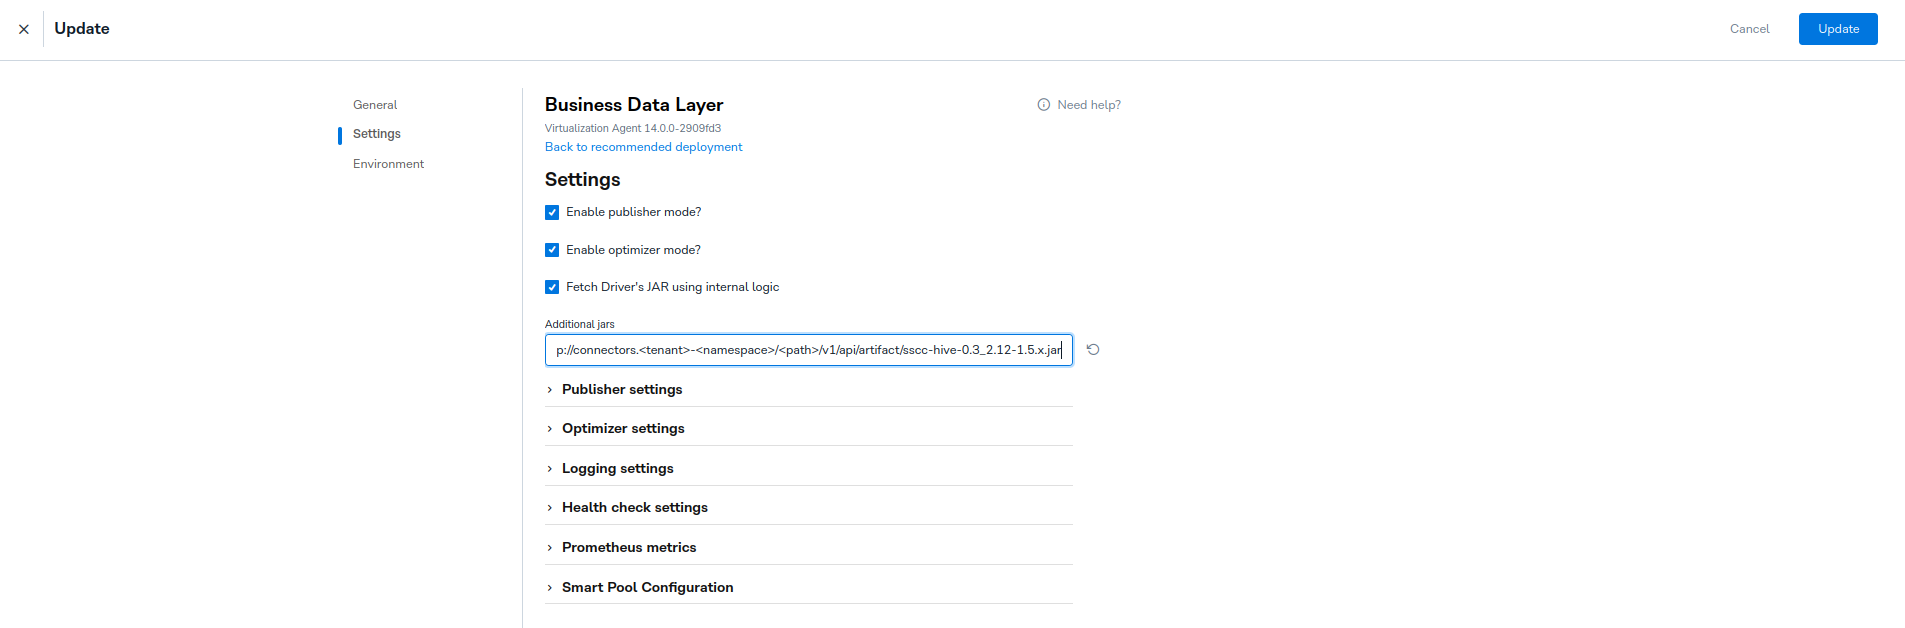 Update
Cancel
Update
General
Settings
Environment
Business Data Layer
Need help?
Virtualization Agent 14.0.0-2909fd3
Back to recommended deployment
Settings
Enable publisher mode?
Enable optimizer mode?
Fetch Driver's JAR using internal logic
Additional jars
p://connectors.<tenant>-<namespace>/<path>/v1/api/artifact/sscc-hive-0.3_2.12-1.5.x.jar
Publisher settings
Optimizer settings
Logging settings
Health check settings
Prometheus metrics
Smart Pool Configuration